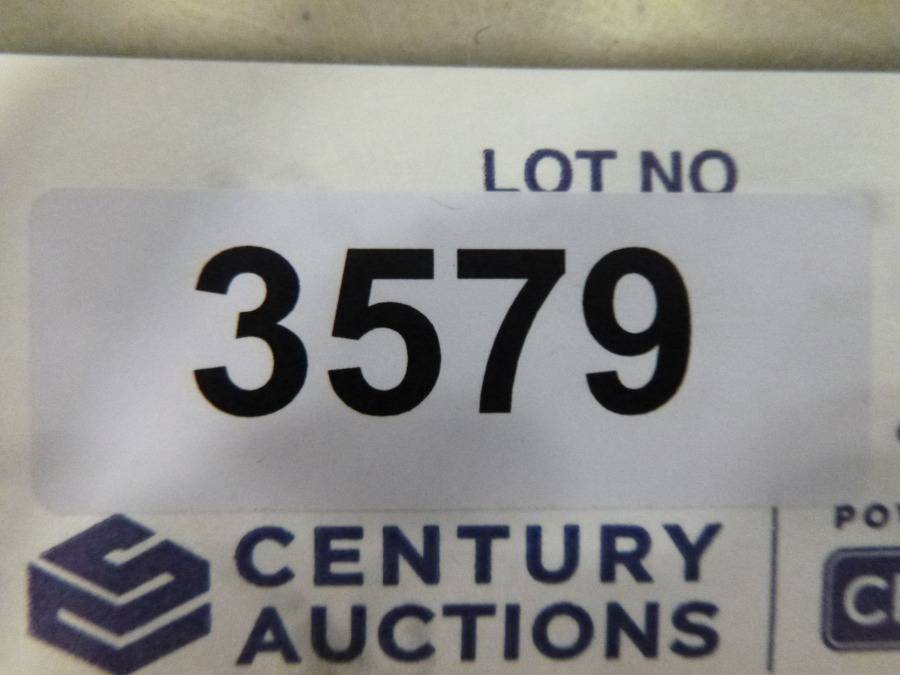 LOT NO
3579
CENTURY
AUCTIONS